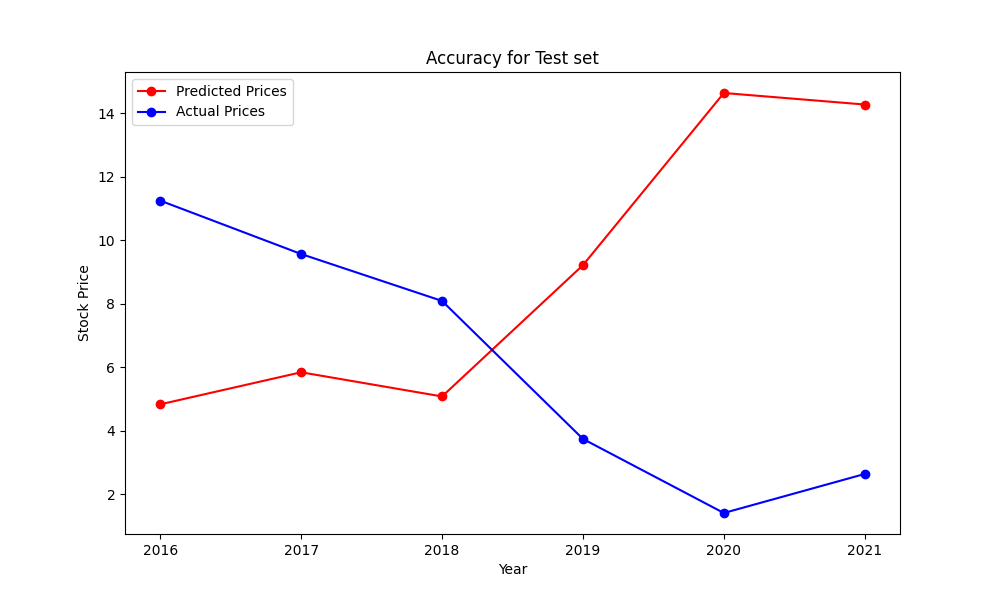 Accuracy for Test set
Predicted Prices
Actual Prices
14
12
10
8
6
4
2
Stock Price
2016 2017 2018 2019 2020 2021
Year